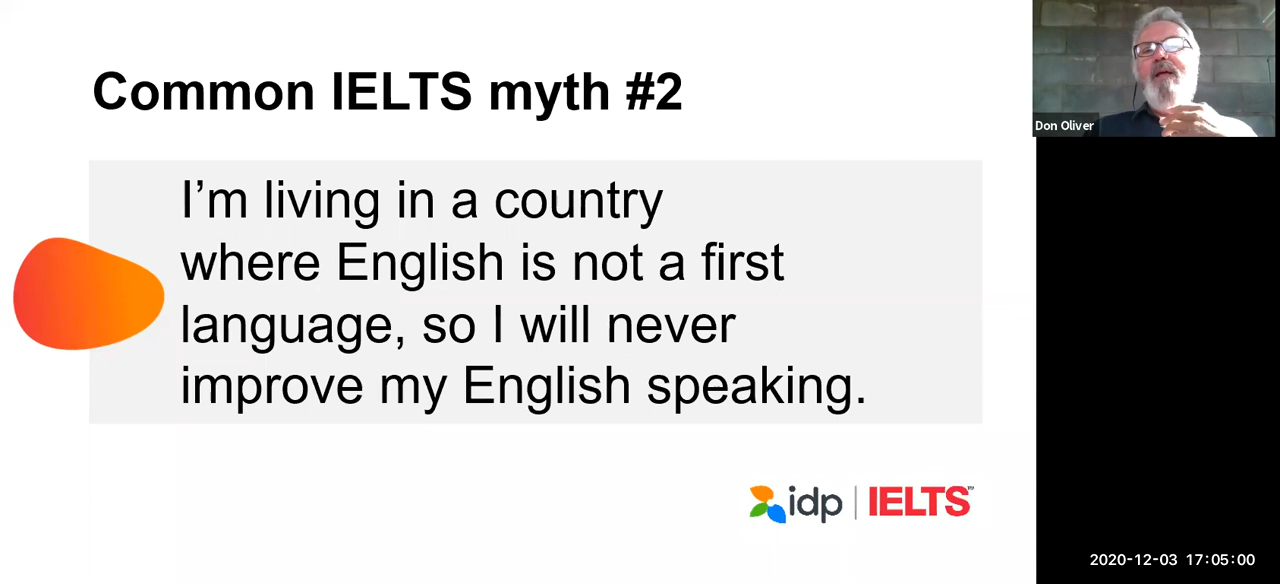 Common IELTS myth #2
I’m living in a country
where English is not a first
language, so I will never
improve my English speaking.
idp | IELTS™
Don Oliver
2020-12-03 17:05:00